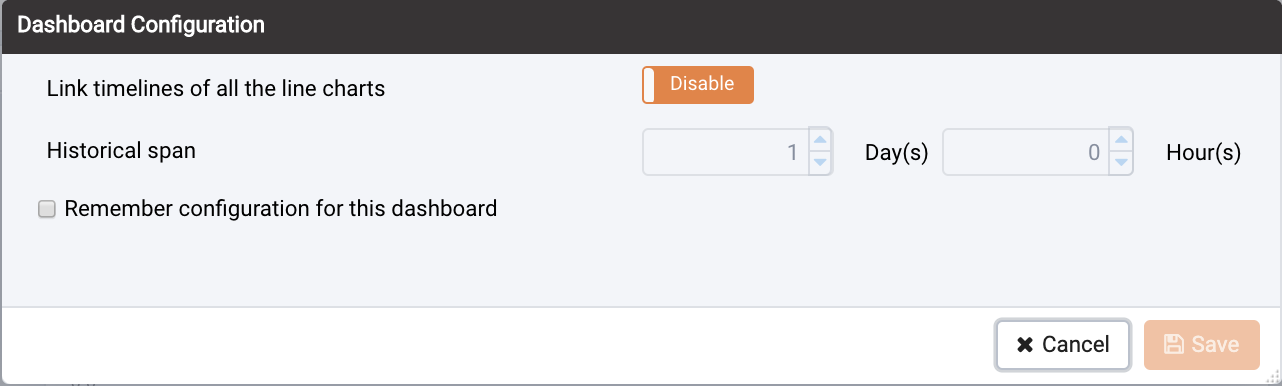 Dashboard Configuration
Link timelines of all the line charts Disable
Historical span 1 Day(s) 0 Hour(s)
Remember configuration for this dashboard
Cancel Save